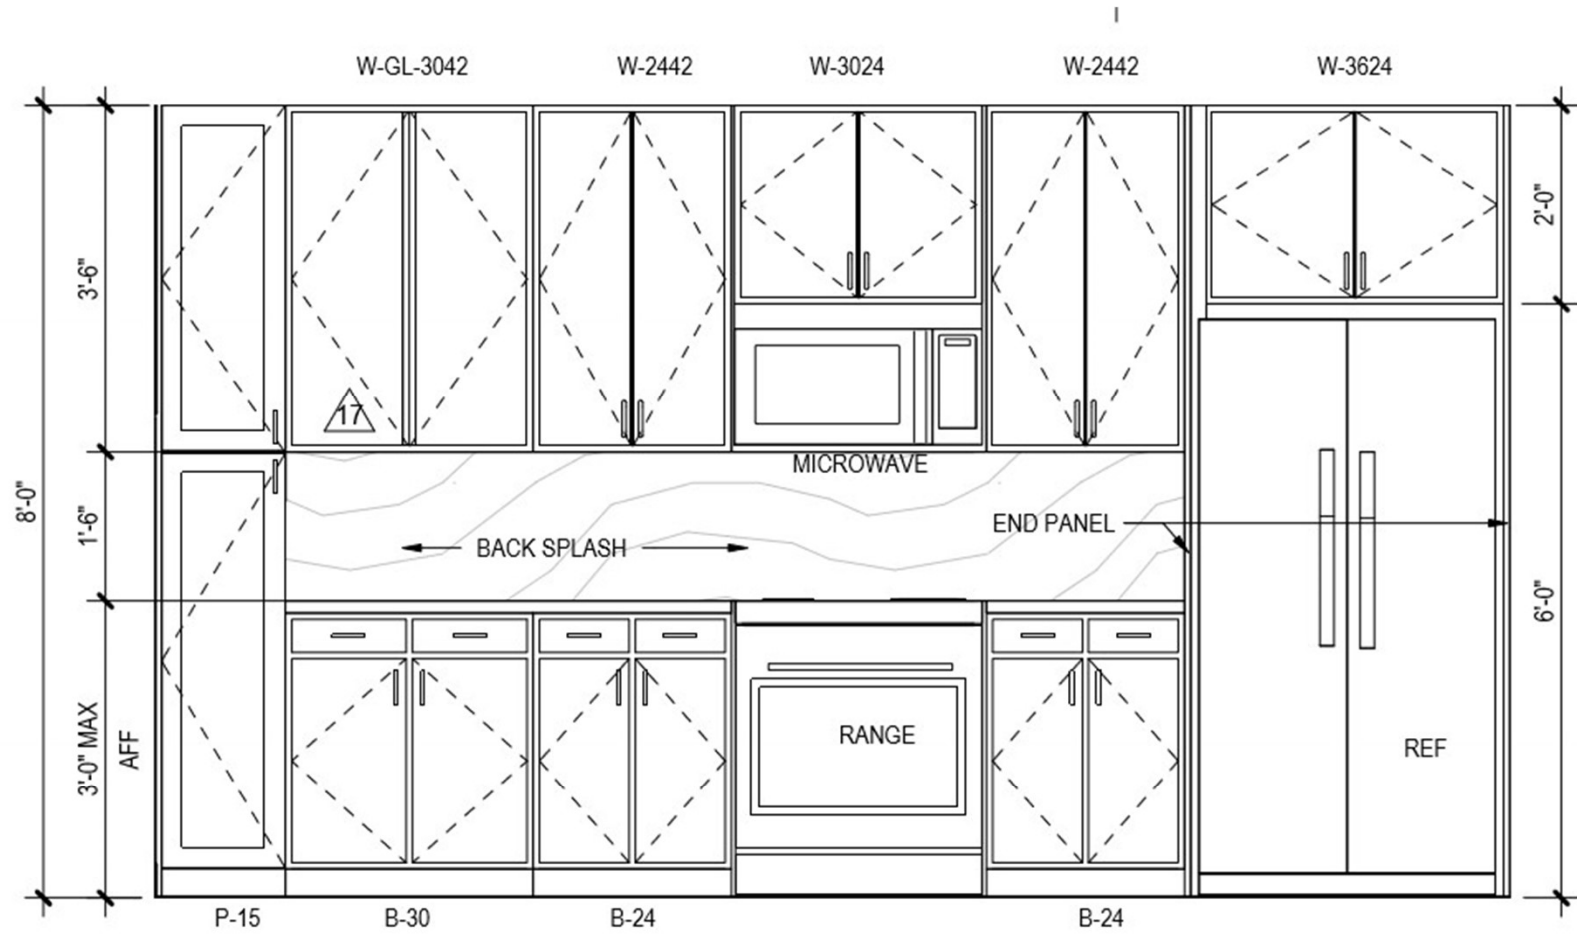 W-GL-3042
W-2442
W-3024
W-2442
W-3624
3'-6"
2'-0"
17
MICROWAVE
8'-0"
1'-6"
END PANEL
BACK SPLASH
6'-0"
3'-0" MAX
AFF
RANGE
REF
P-15
B-30
B-24
B-24